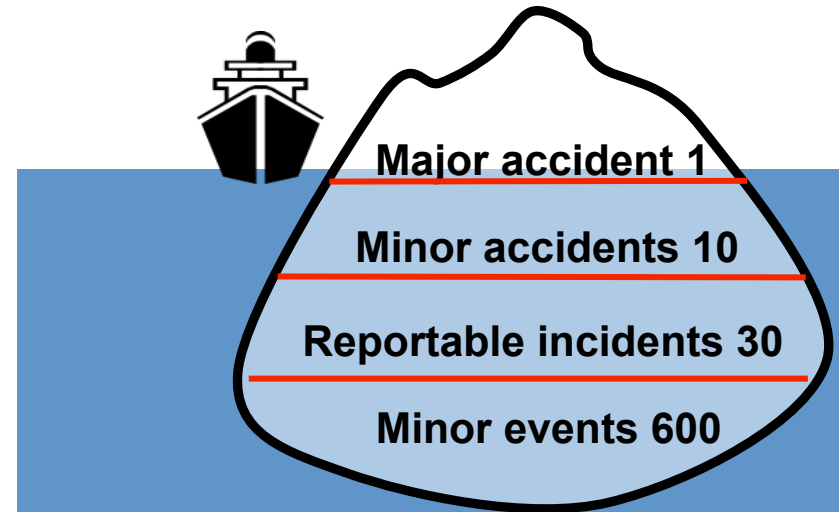 Major accident 1
Minor accidents 10
Reportable incidents 30
Minor events 600